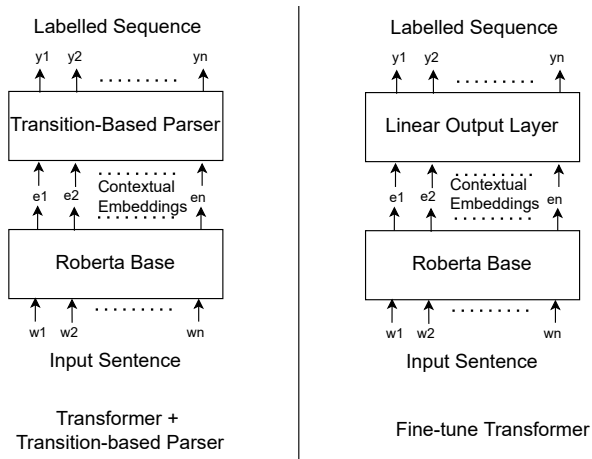 Labelled Sequence
y1 y2 yn
Transition-Based Parser
e1 e2 Contextual Embeddings en
Roberta Base
w1 w2 wn
Input Sentence
Transformer +
Transition-based Parser
Labelled Sequence
y1 y2 yn
Linear Output Layer
e1 e2 Contextual Embeddings en
Roberta Base
w1 w2 wn
Input Sentence
Fine-tune Transformer